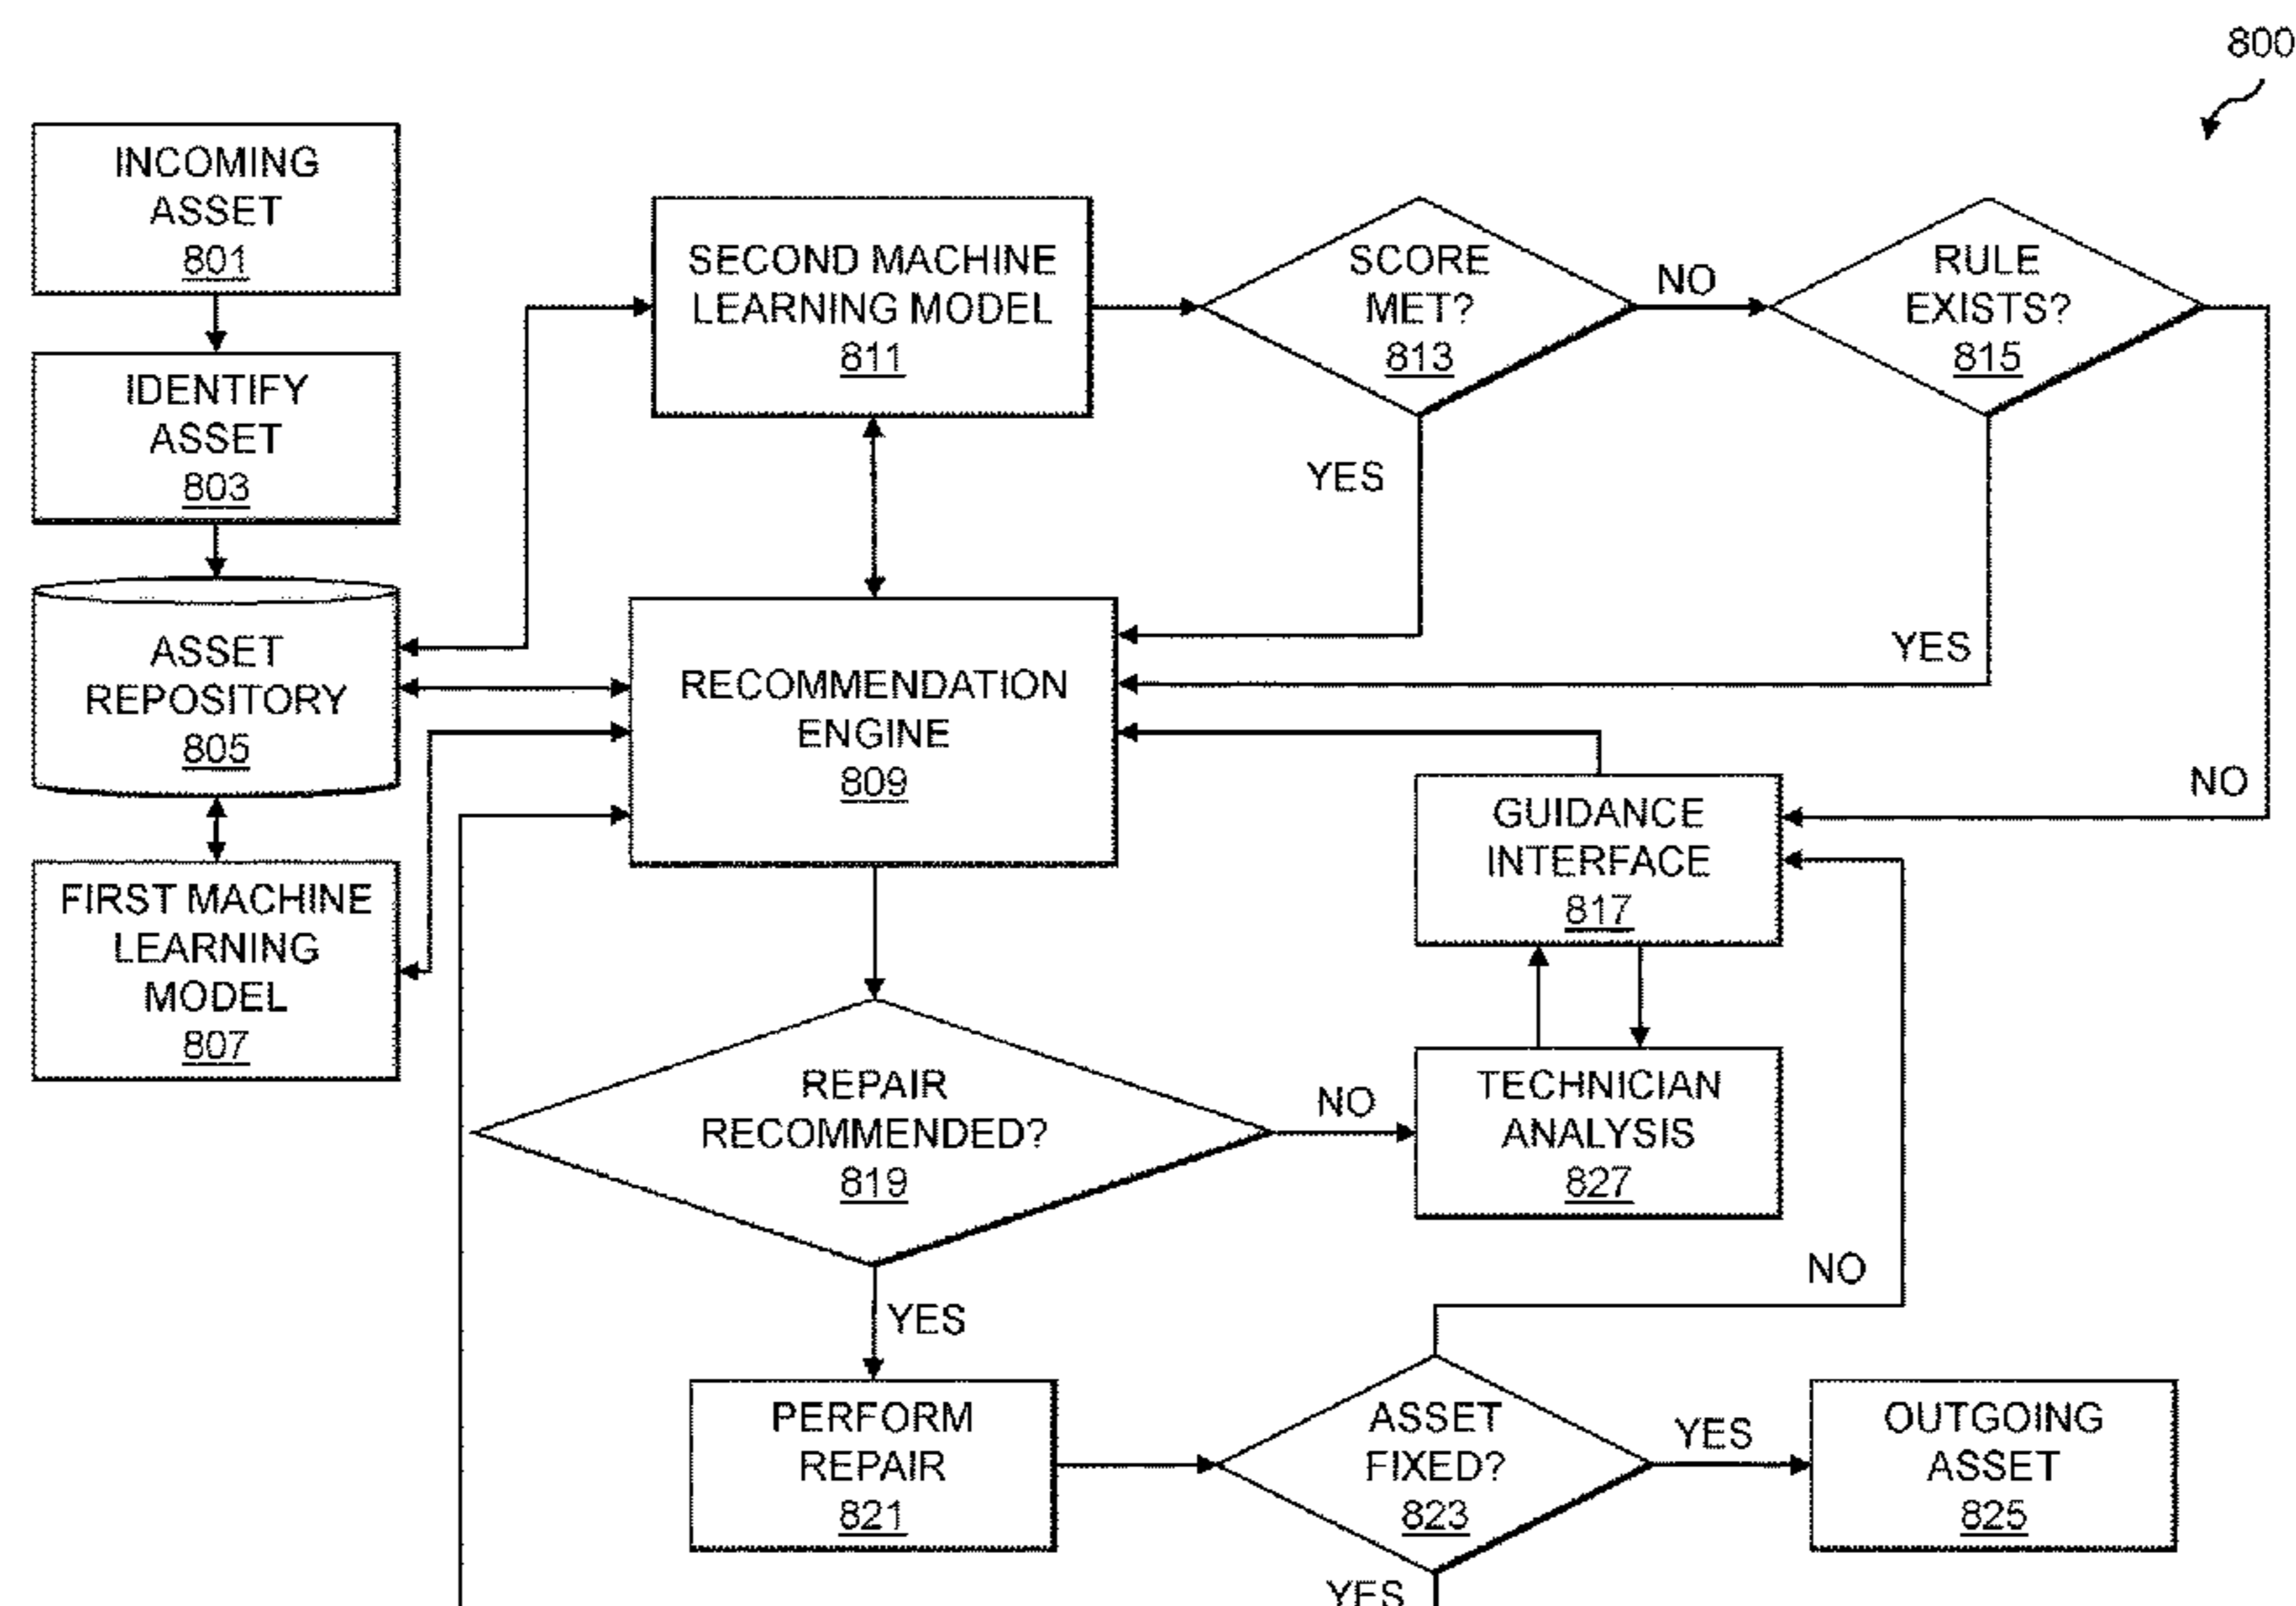 800
INCOMING
ASSET
801
IDENTIFY
ASSET
803
ASSET
REPOSITORY
805
FIRST MACHINE
LEARNING
MODEL
807
SECOND MACHINE
LEARNING MODEL
811
SCORE
MET?
813
NO
RULE
EXISTS?
815
YES
YES
NO
RECOMMENDATION
ENGINE
809
GUIDANCE
INTERFACE
817
REPAIR
RECOMMENDED?
819
NO
TECHNICIAN
ANALYSIS
827
YES
NO
PERFORM
REPAIR
821
ASSET
FIXED?
823
YES
OUTGOING
ASSET
825
YES